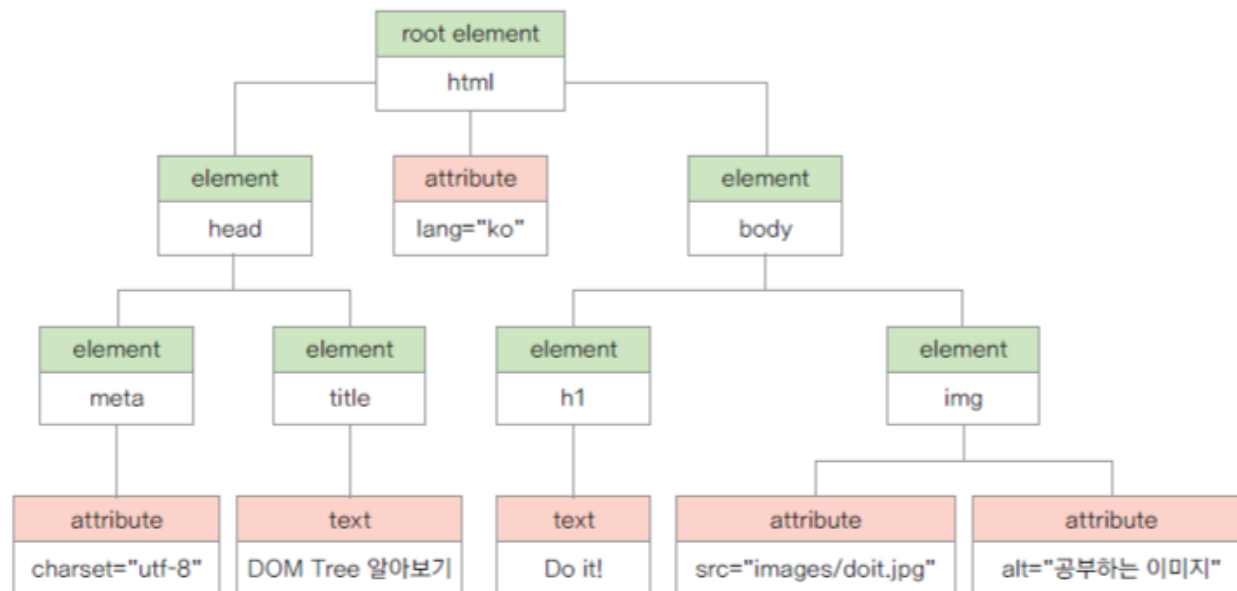 root element
html
element
head
attribute
lang="ko"
element
body
element
meta
element
title
element
h1
element
img
attribute
charset="utf-8"
text
DOM Tree 알아보기
text
Do it!
attribute
src="images/doit.jpg"
attribute
alt="공부하는 이미지"